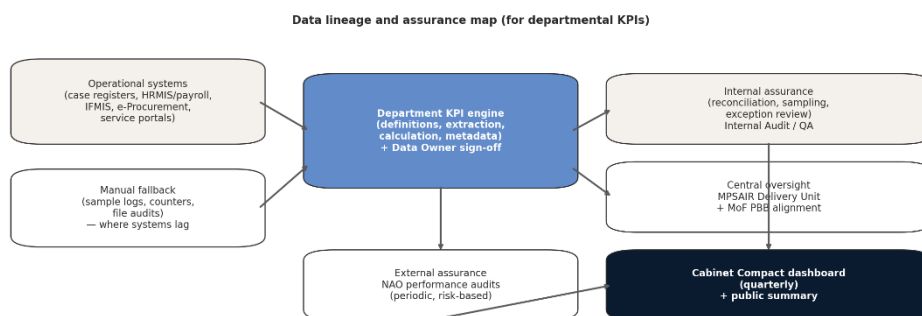 Data lineage and assurance map (for departmental KPIs)
Operational systems
(case registers, HRMIS/payroll,
IFMIS, e-Procurement,
service portals)
Manual fallback
(sample logs, counters,
file audits)
— where systems lag
Department KPI engine
(definitions, extraction,
calculation, metadata)
+ Data Owner sign-off
Internal assurance
(reconciliation, sampling,
exception review)
Internal Audit / QA
Central oversight
MPSAIR Delivery Unit
+ MoF PBB alignment
External assurance
NAO performance audits
(periodic, risk-based)
Cabinet Compact dashboard
(quarterly)
+ public summary